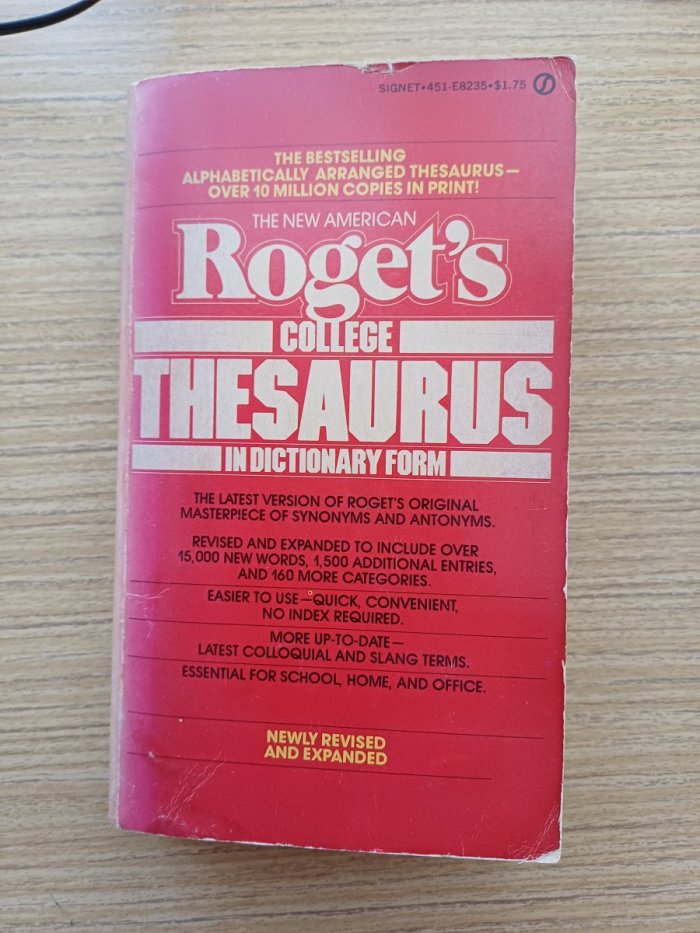 SIGNET•451-E8235•$1.75
THE BESTSELLING
ALPHABETICALLY ARRANGED THESAURUS—
OVER 10 MILLION COPIES IN PRINT!
THE NEW AMERICAN
Roget's
COLLEGE
THESAURUS
IN DICTIONARY FORM
THE LATEST VERSION OF ROGET'S ORIGINAL
MASTERPIECE OF SYNONYMS AND ANTONYMS.
REVISED AND EXPANDED TO INCLUDE OVER
15,000 NEW WORDS, 1,500 ADDITIONAL ENTRIES,
AND 160 MORE CATEGORIES.
EASIER TO USE—QUICK, CONVENIENT,
NO INDEX REQUIRED.
MORE UP-TO-DATE—
LATEST COLLOQUIAL AND SLANG TERMS.
ESSENTIAL FOR SCHOOL, HOME, AND OFFICE.
NEWLY REVISED
AND EXPANDED